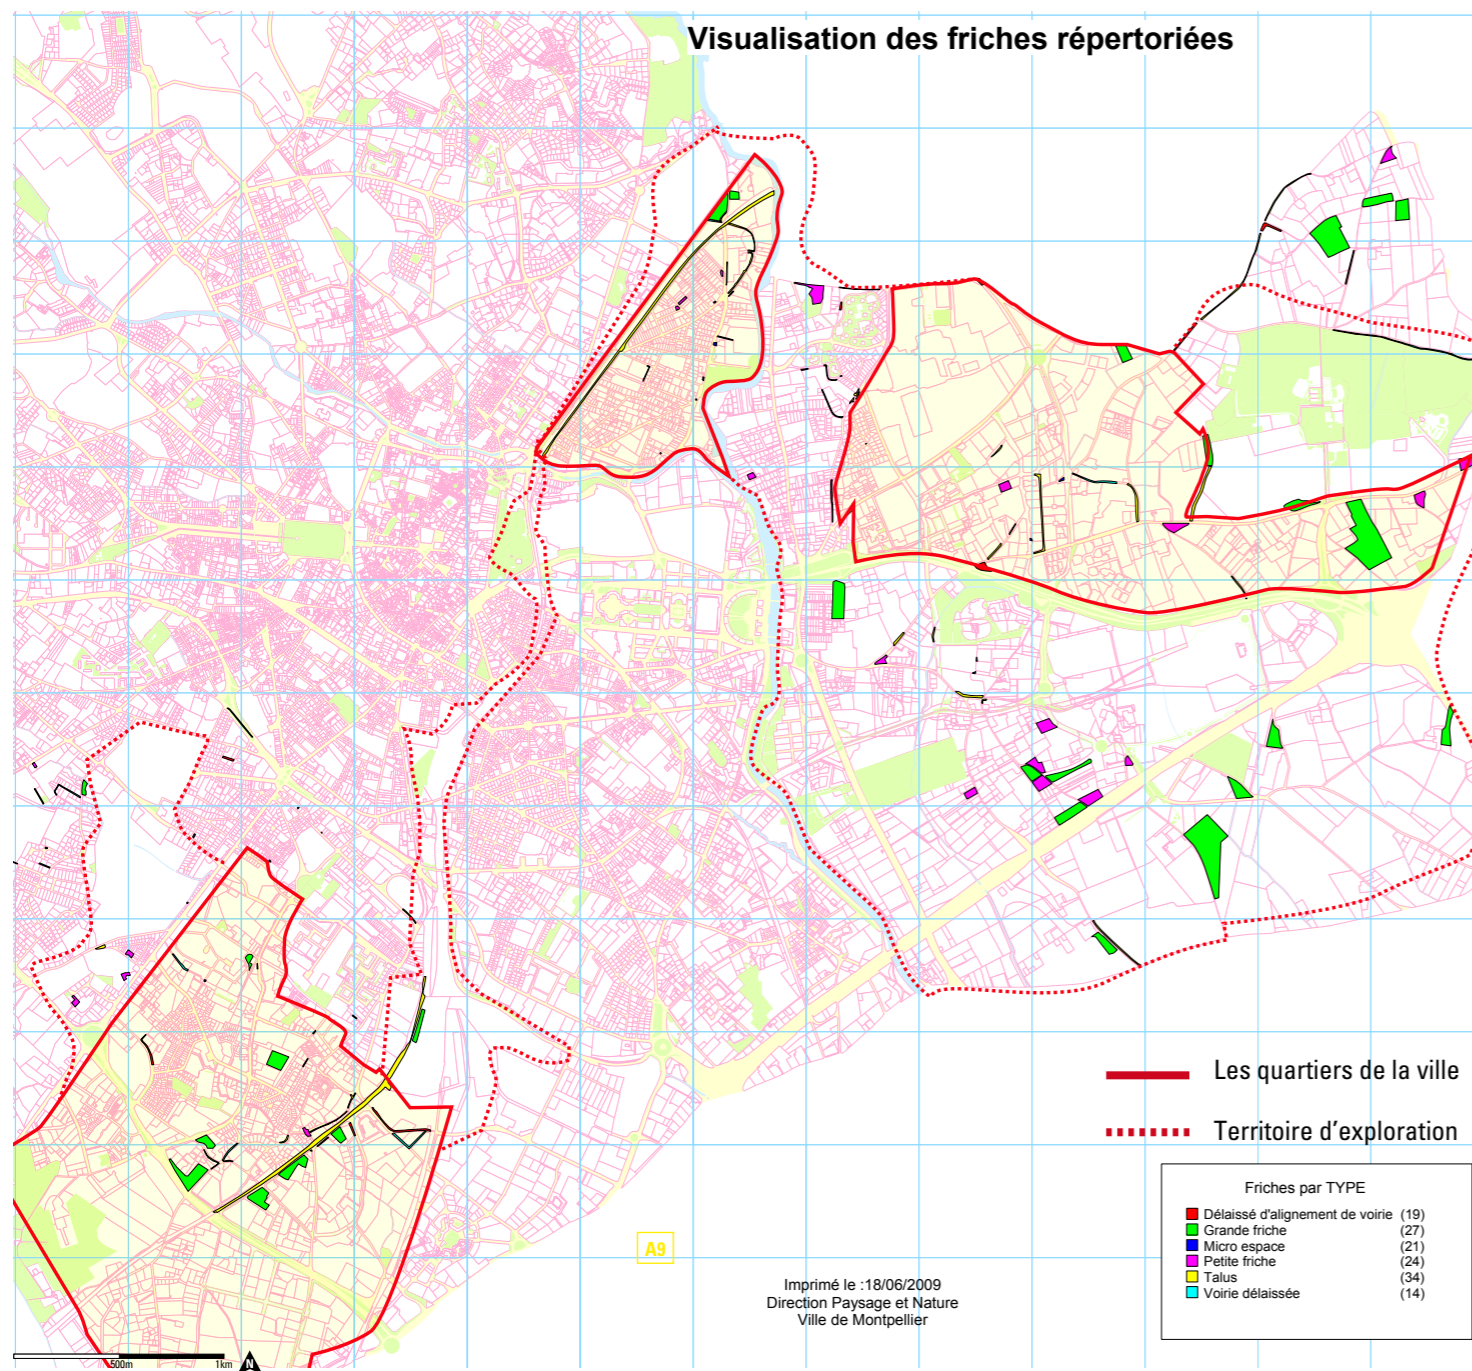 Visualisation des friches répertoriées
Les quartiers de la ville
Territoire d'exploration
Friches par TYPE
Délaissé d'alignement de voirie (19)
Grande friche (27)
Micro espace (21)
Petite friche (24)
Talus (34)
Voirie délaissée (14)
A9
Imprimé le :18/06/2009
Direction Paysage et Nature
Ville de Montpellier
500m 1km N